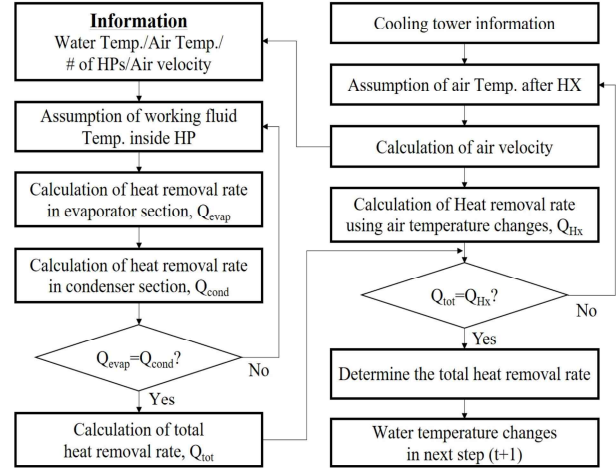 Information
Water Temp./Air Temp./
# of HPs/Air velocity
Assumption of working fluid
Temp. inside HP
Calculation of heat removal rate
in evaporator section, Q_evap
Calculation of heat removal rate
in condenser section, Q_cond
Q_evap=Q_cond?
No
Yes
Calculation of total
heat removal rate, Q_tot
Cooling tower information
Assumption of air Temp. after HX
Calculation of air velocity
Calculation of Heat removal rate
using air temperature changes, Q_Hx
Q_tot=Q_Hx?
No
Yes
Determine the total heat removal rate
Water temperature changes
in next step (t+1)